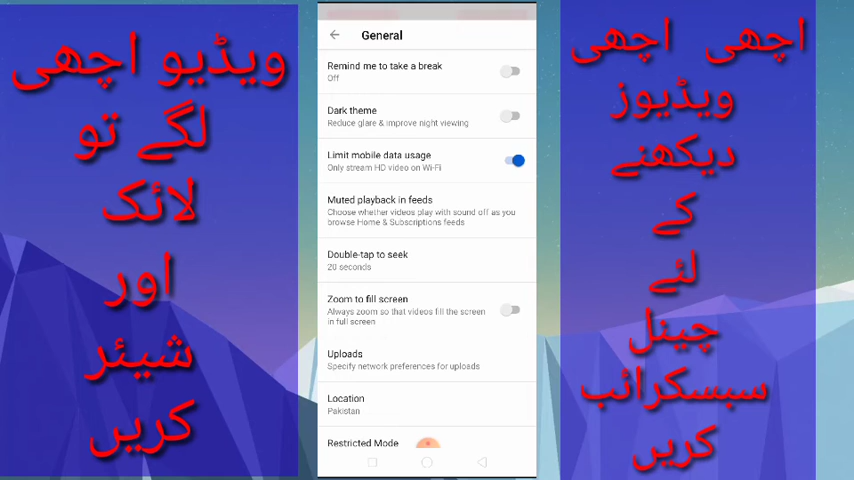 ویڈیو اچھی
لگے تو
لائک
اور
شیئر
کریں
General
Remind me to take a break
Off
Dark theme
Reduce glare & improve night viewing
Limit mobile data usage
Only stream HD video on Wi-Fi
Muted playback in feeds
Choose whether videos play with sound off as you
browse Home & Subscriptions feeds
Double-tap to seek
20 seconds
Zoom to fill screen
Always zoom so that videos fill the screen
in full screen
Uploads
Specify network preferences for uploads
Location
Pakistan
Restricted Mode
اچھی اچھی
ویڈیوز
دیکھنے
کے
لئے
چینل
سبسکرائب
کریں